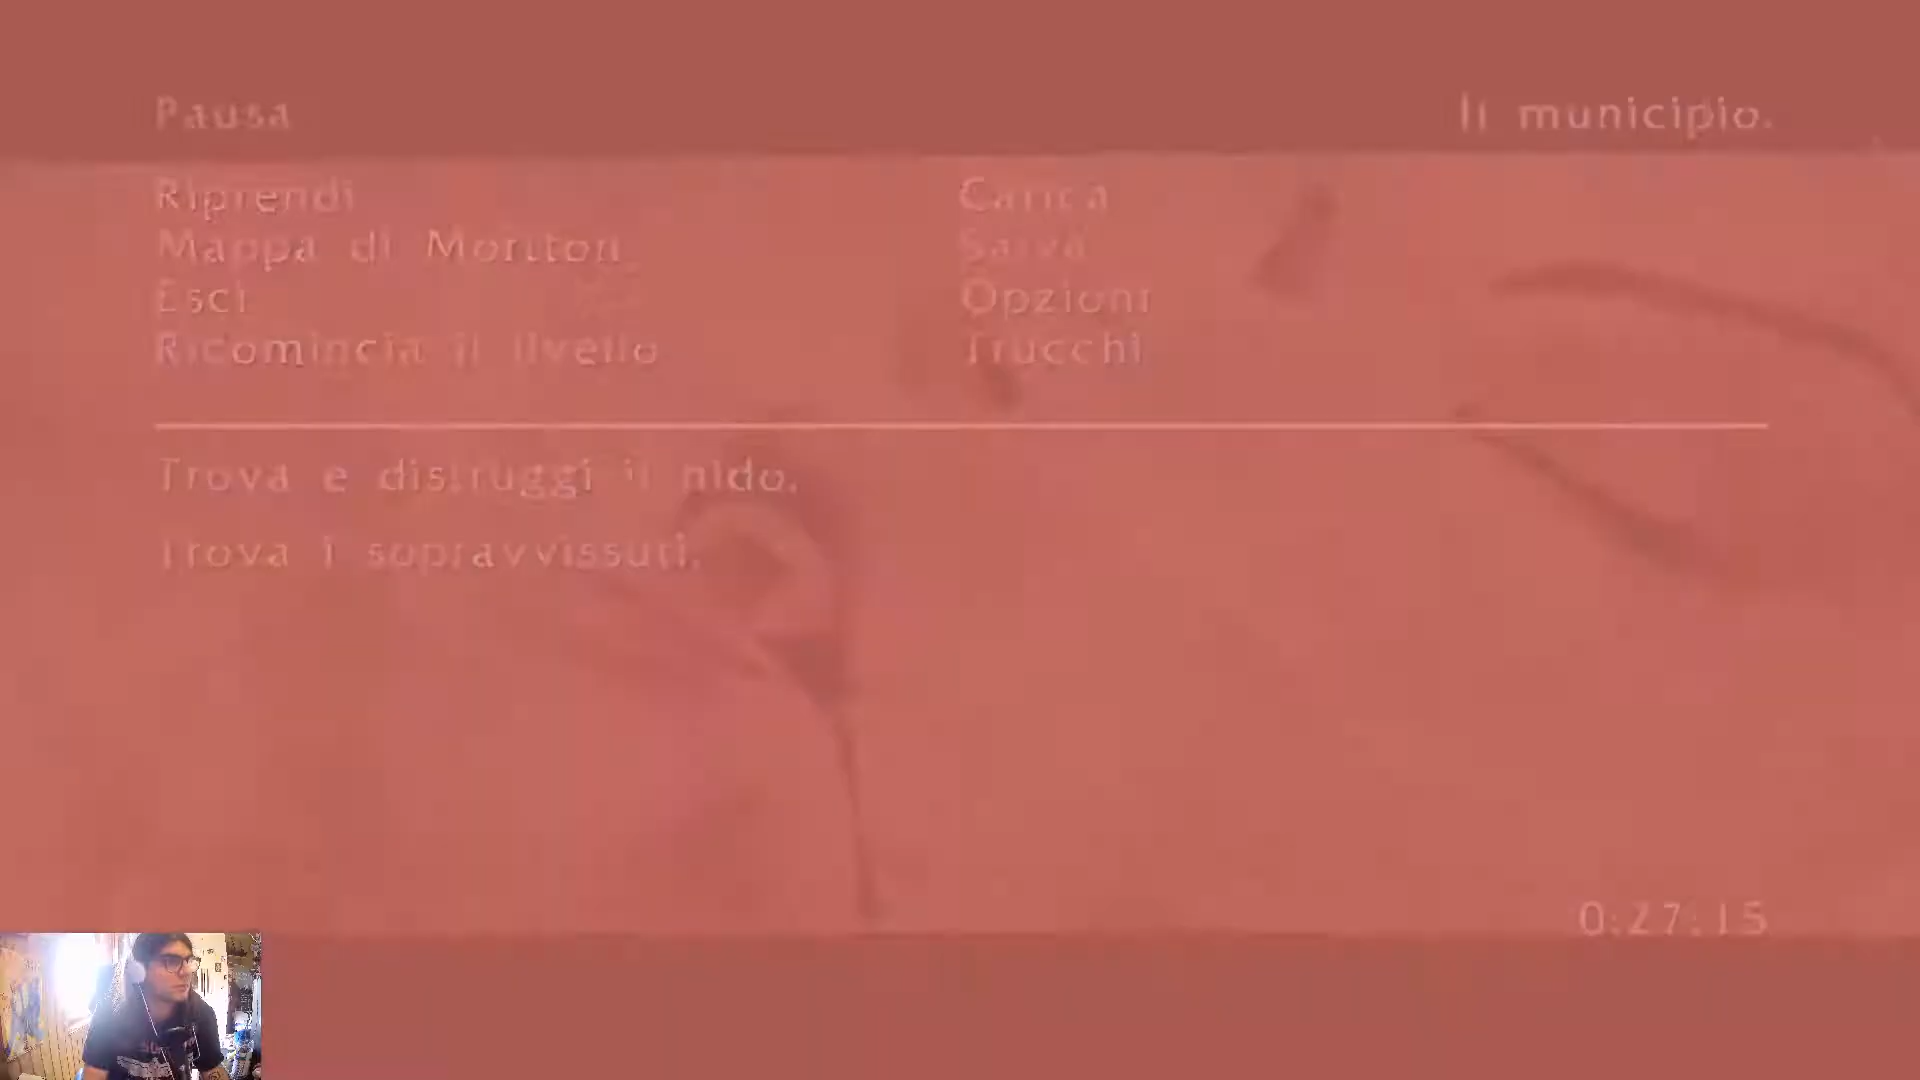 Pausa
Il municipio.
Riprendi
Carica
Mappa di Moriton
Salva
Esci
Opzioni
Ricomincia il livello
Trucchi
Trova e distruggi il nido.
Trova i sopravvissuti.
0:27:15